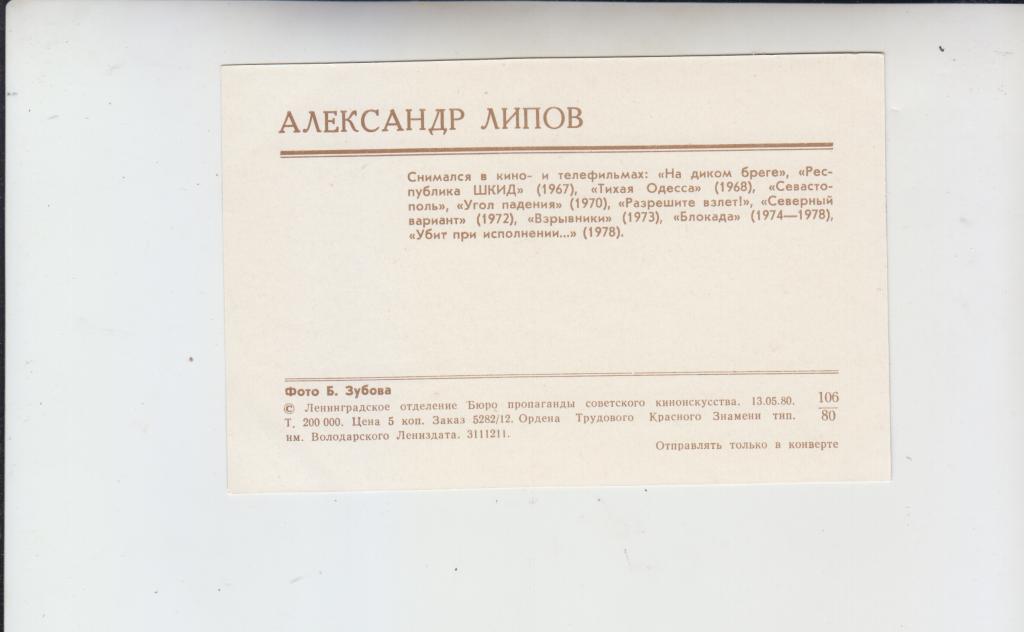 АЛЕКСАНДР ЛИПОВ
Снимался в кино- и телефильмах: «На диком бреге», «Рес-
публика ШКИД» (1967), «Тихая Одесса» (1968), «Севасто-
поль», «Угол падения» (1970), «Разрешите взлет!», «Северный
вариант» (1972), «Взрывники» (1973), «Блокада» (1974—1978),
«Убит при исполнении...» (1978).
Фото Б. Зубова
© Ленинградское отделение Бюро пропаганды советского киноискусства. 13.05.80.
Т. 200 000. Цена 5 коп. Заказ 5282/12. Ордена Трудового Красного Знамени тип.
им. Володарского Лениздата. 3111211.
106
80
Отправлять только в конверте